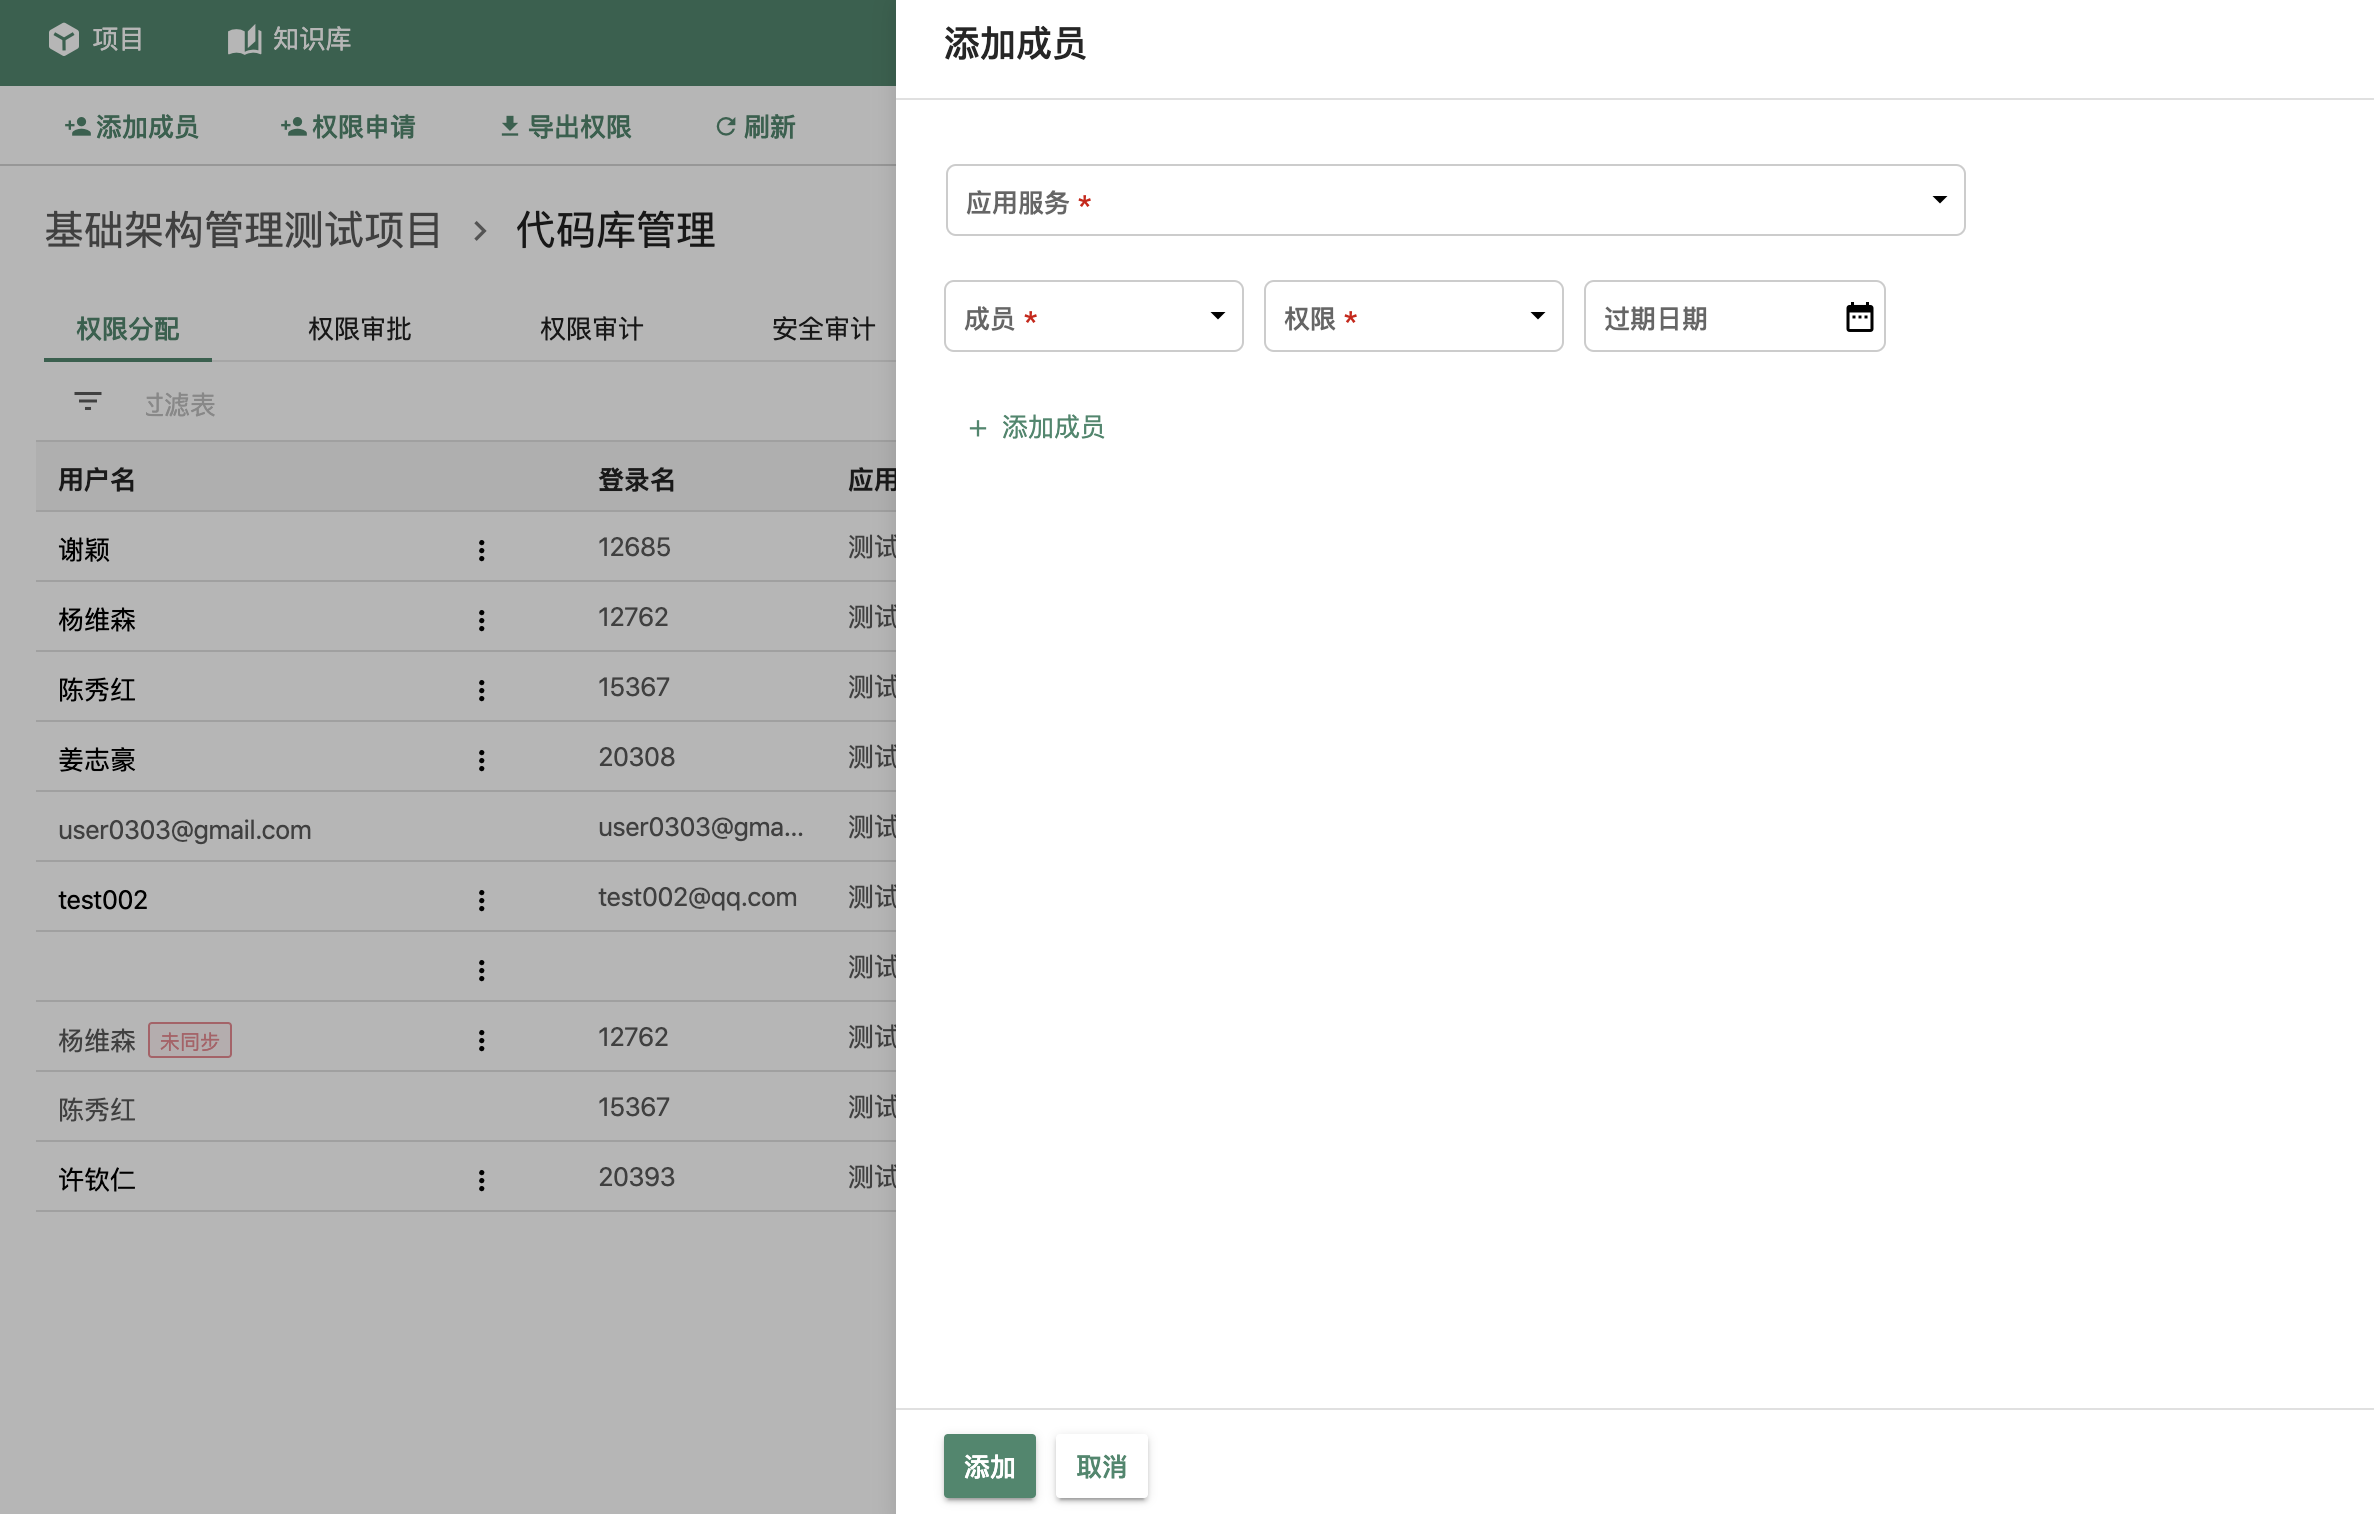 项目 知识库
添加成员 权限申请 导出权限 刷新
基础架构管理测试项目 › 代码库管理
权限分配 权限审批 权限审计 安全审计
过滤表
用户名 登录名 应用
谢颖 12685 测试
杨维森 12762 测试
陈秀红 15367 测试
姜志豪 20308 测试
user0303@gmail.com user0303@gma... 测试
test002 test002@qq.com 测试
测试
杨维森 未同步 12762 测试
陈秀红 15367 测试
许钦仁 20393 测试
添加成员
应用服务 *
成员 * 权限 * 过期日期
+ 添加成员
添加 取消